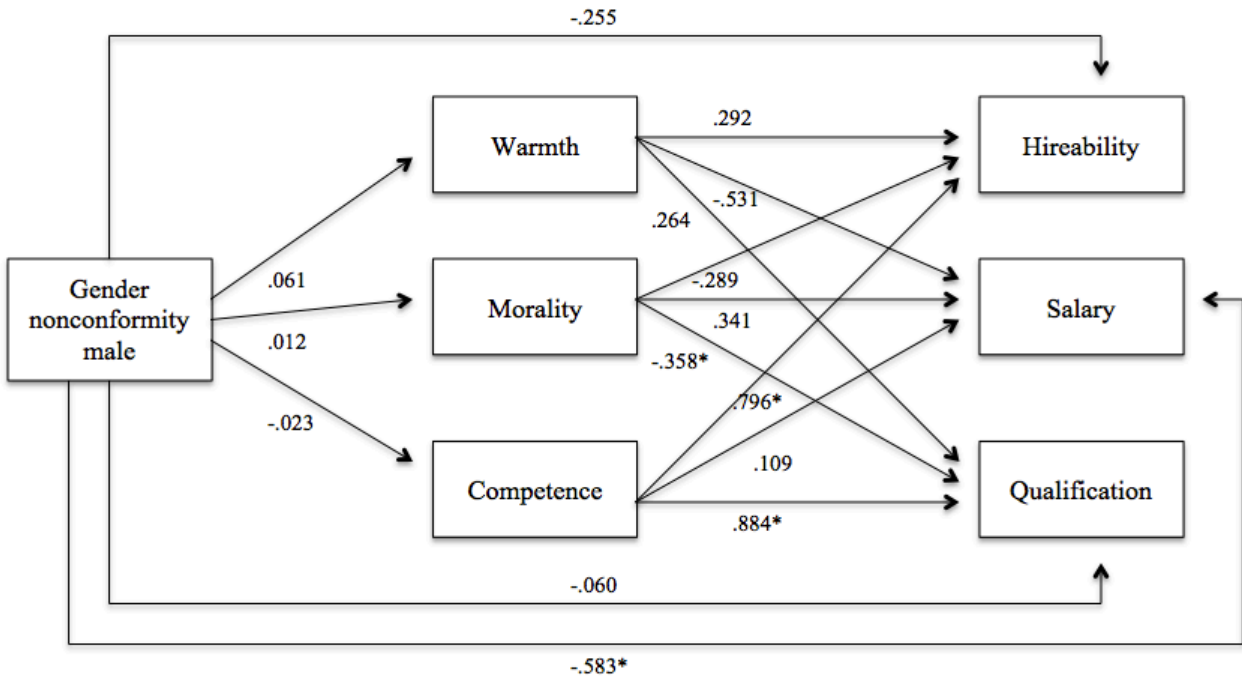 -.255
Warmth
.292
Hireability
-.531
.264
Gender
nonconformity
male
.061
.012
-.023
Morality
-.289
.341
-.358*
Salary
.796*
.109
Competence
.884*
Qualification
-.060
-.583*